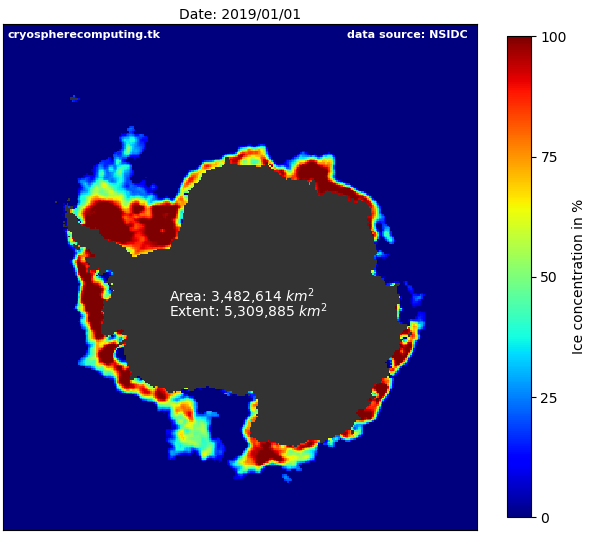 Date: 2019/01/01
cryospherecomputing.tk
data source: NSIDC
100
75
50
25
0
Ice concentration in %
Area: 3,482,614 km²
Extent: 5,309,885 km²